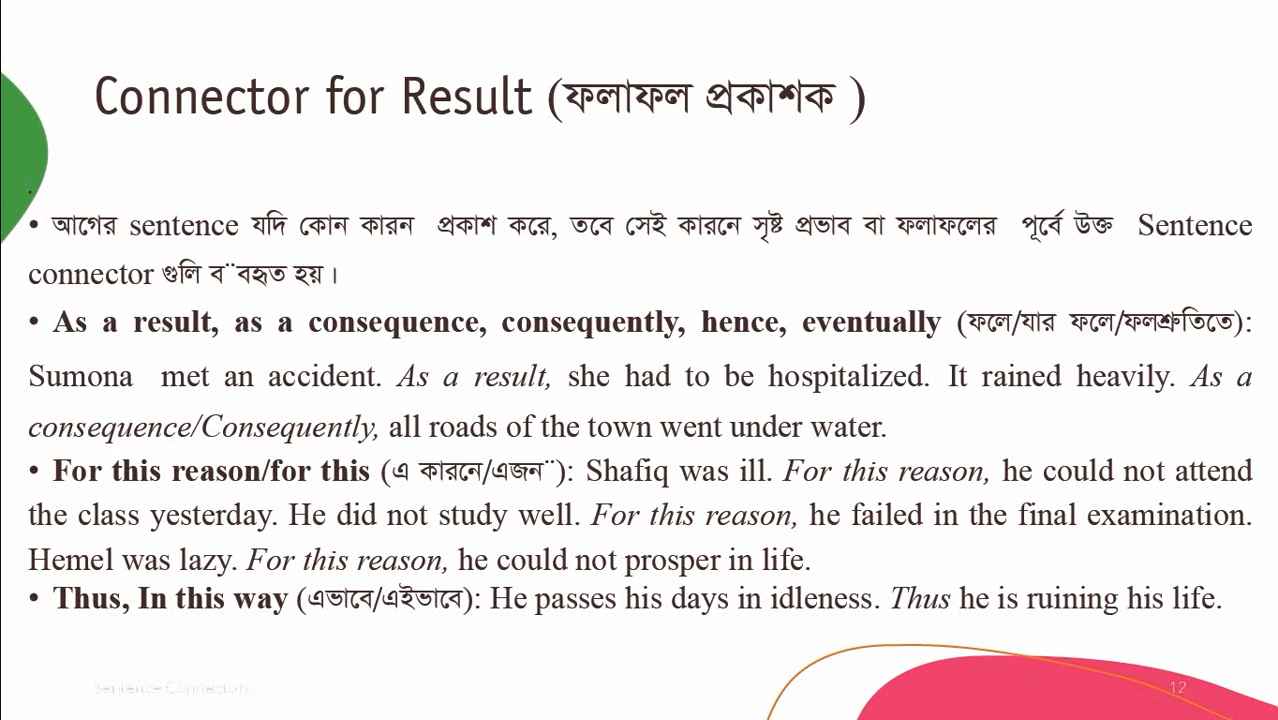 Connector for Result (ফলাফল প্রকাশক )
.
• আগের sentence যদি কোন কারন প্রকাশ করে, তবে সেই কারনে সৃষ্ট প্রভাব বা ফলাফলের পূর্বে উক্ত Sentence
connector গুলি ব¨বহৃত হয়।
• As a result, as a consequence, consequently, hence, eventually (ফলে/যার ফলে/ফলশ্রুতিতে):
Sumona met an accident. As a result, she had to be hospitalized. It rained heavily. As a
consequence/Consequently, all roads of the town went under water.
• For this reason/for this (এ কারনে/এজন¨): Shafiq was ill. For this reason, he could not attend
the class yesterday. He did not study well. For this reason, he failed in the final examination.
Hemel was lazy. For this reason, he could not prosper in life.
• Thus, In this way (এভাবে/এইভাবে): He passes his days in idleness. Thus he is ruining his life.
Sentence Connectors
12